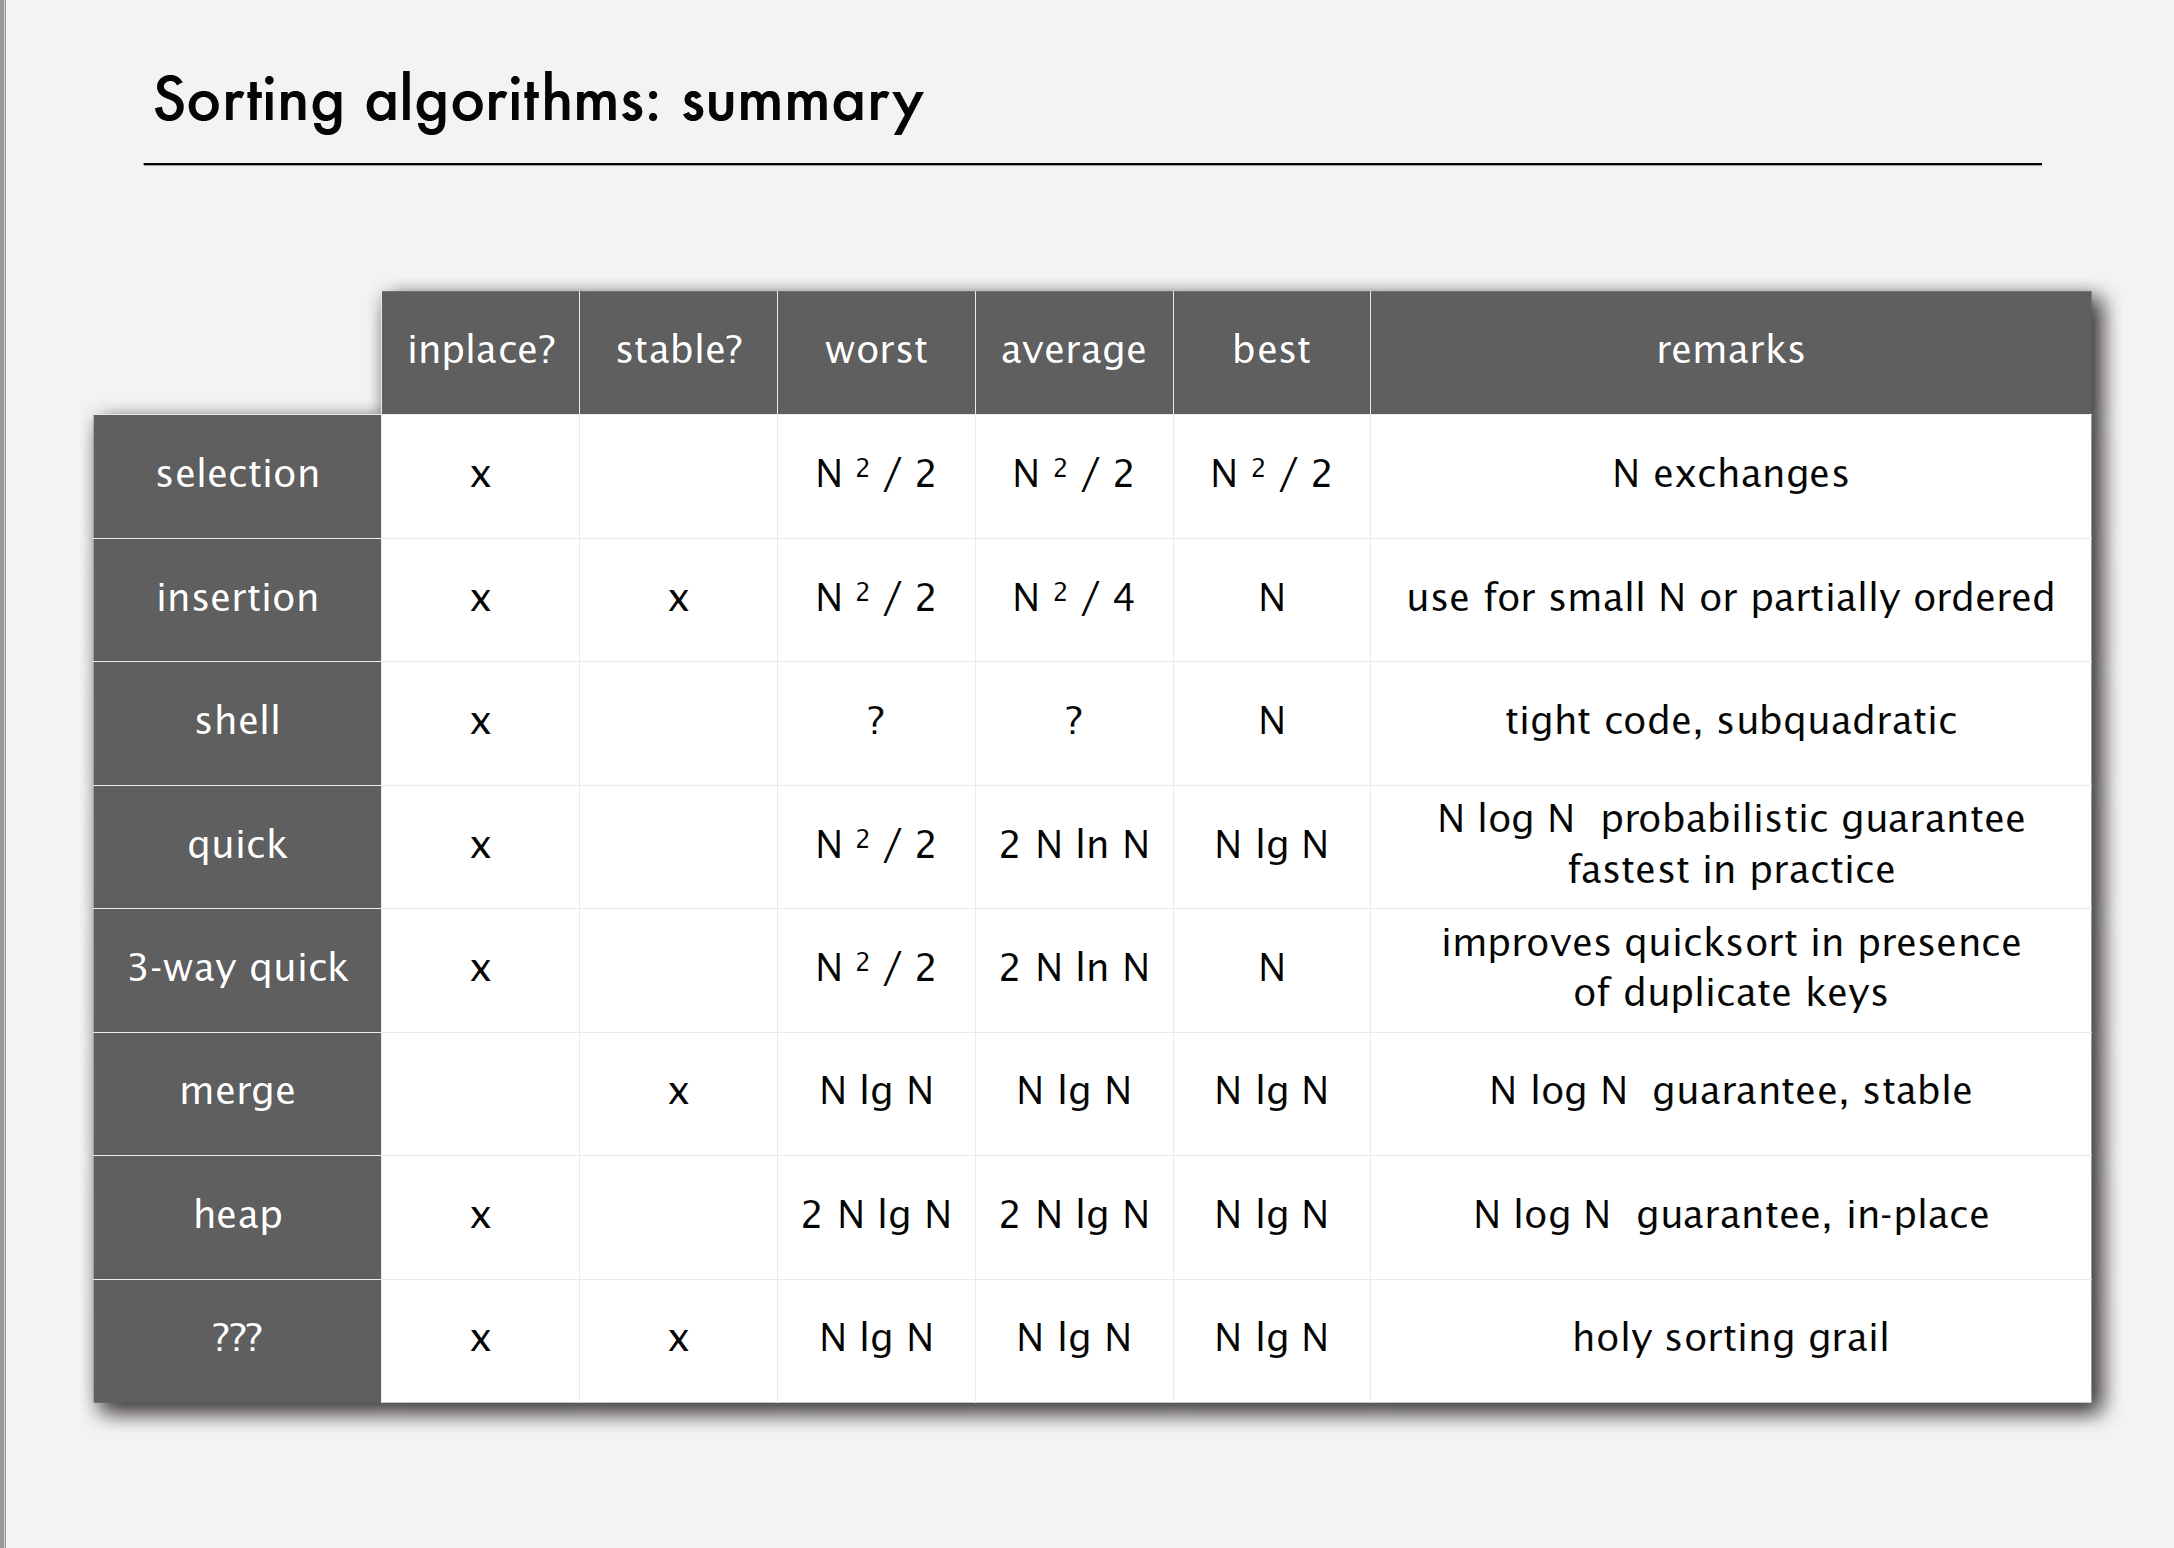 Sorting algorithms: summary
inplace? stable? worst average best remarks
selection x N ² / 2 N ² / 2 N ² / 2 N exchanges
insertion x x N ² / 2 N ² / 4 N use for small N or partially ordered
shell x ? ? N tight code, subquadratic
quick x N ² / 2 2 N ln N N lg N N log N probabilistic guarantee
fastest in practice
3-way quick x N ² / 2 2 N ln N N improves quicksort in presence
of duplicate keys
merge x N lg N N lg N N lg N N log N guarantee, stable
heap x 2 N lg N 2 N lg N N lg N N log N guarantee, in-place
??? x x N lg N N lg N N lg N holy sorting grail